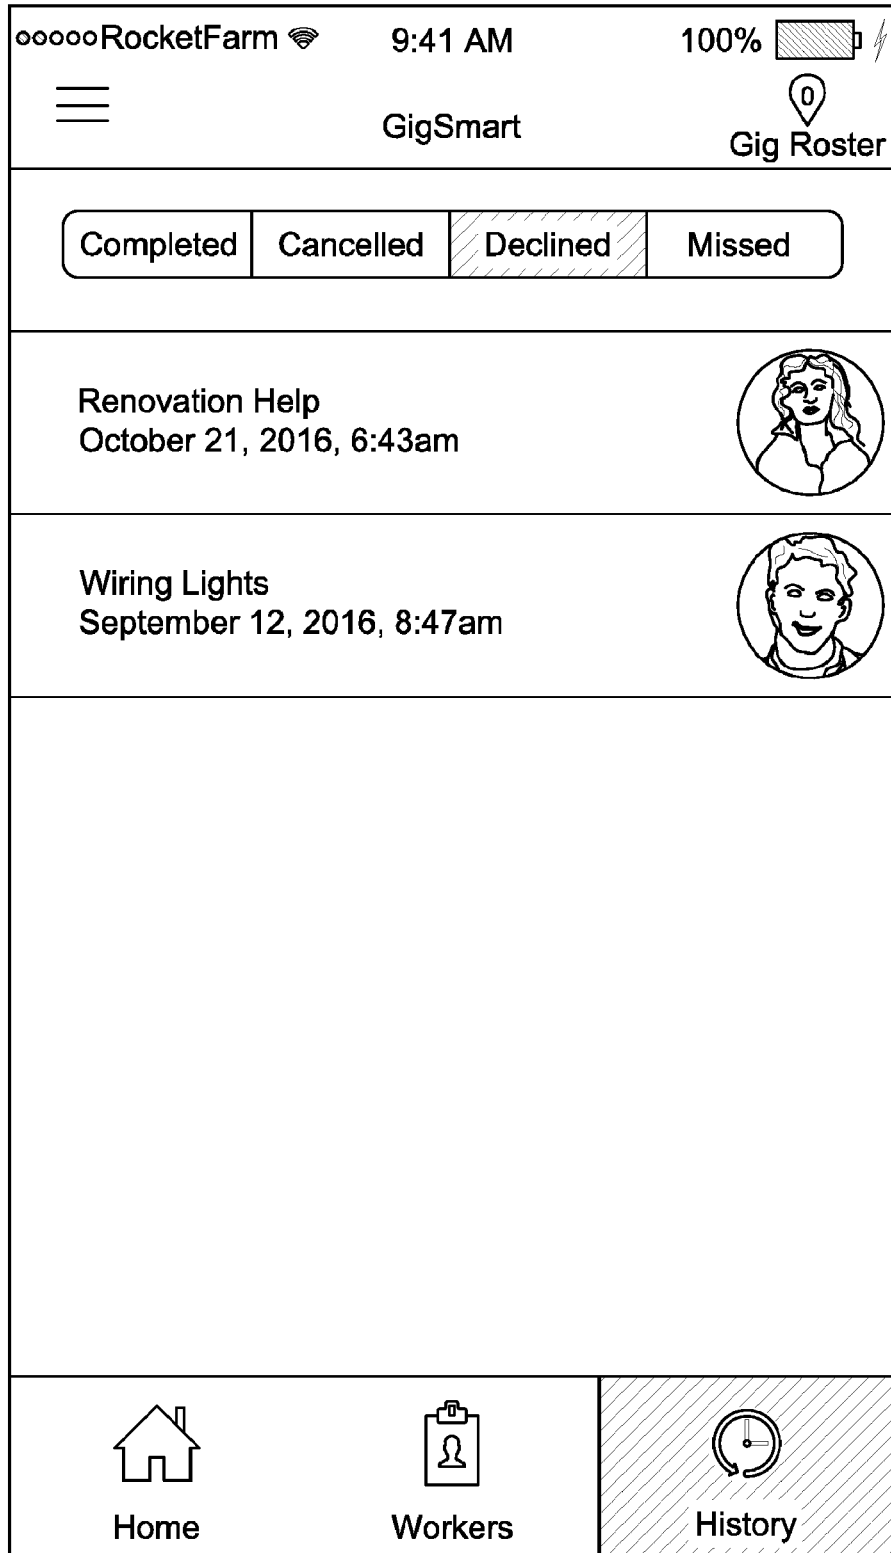 ooooo RocketFarm 9:41 AM 100%
0
GigSmart
Gig Roster
Completed Cancelled Declined Missed
Renovation Help
October 21, 2016, 6:43am
Wiring Lights
September 12, 2016, 8:47am
Home Workers History